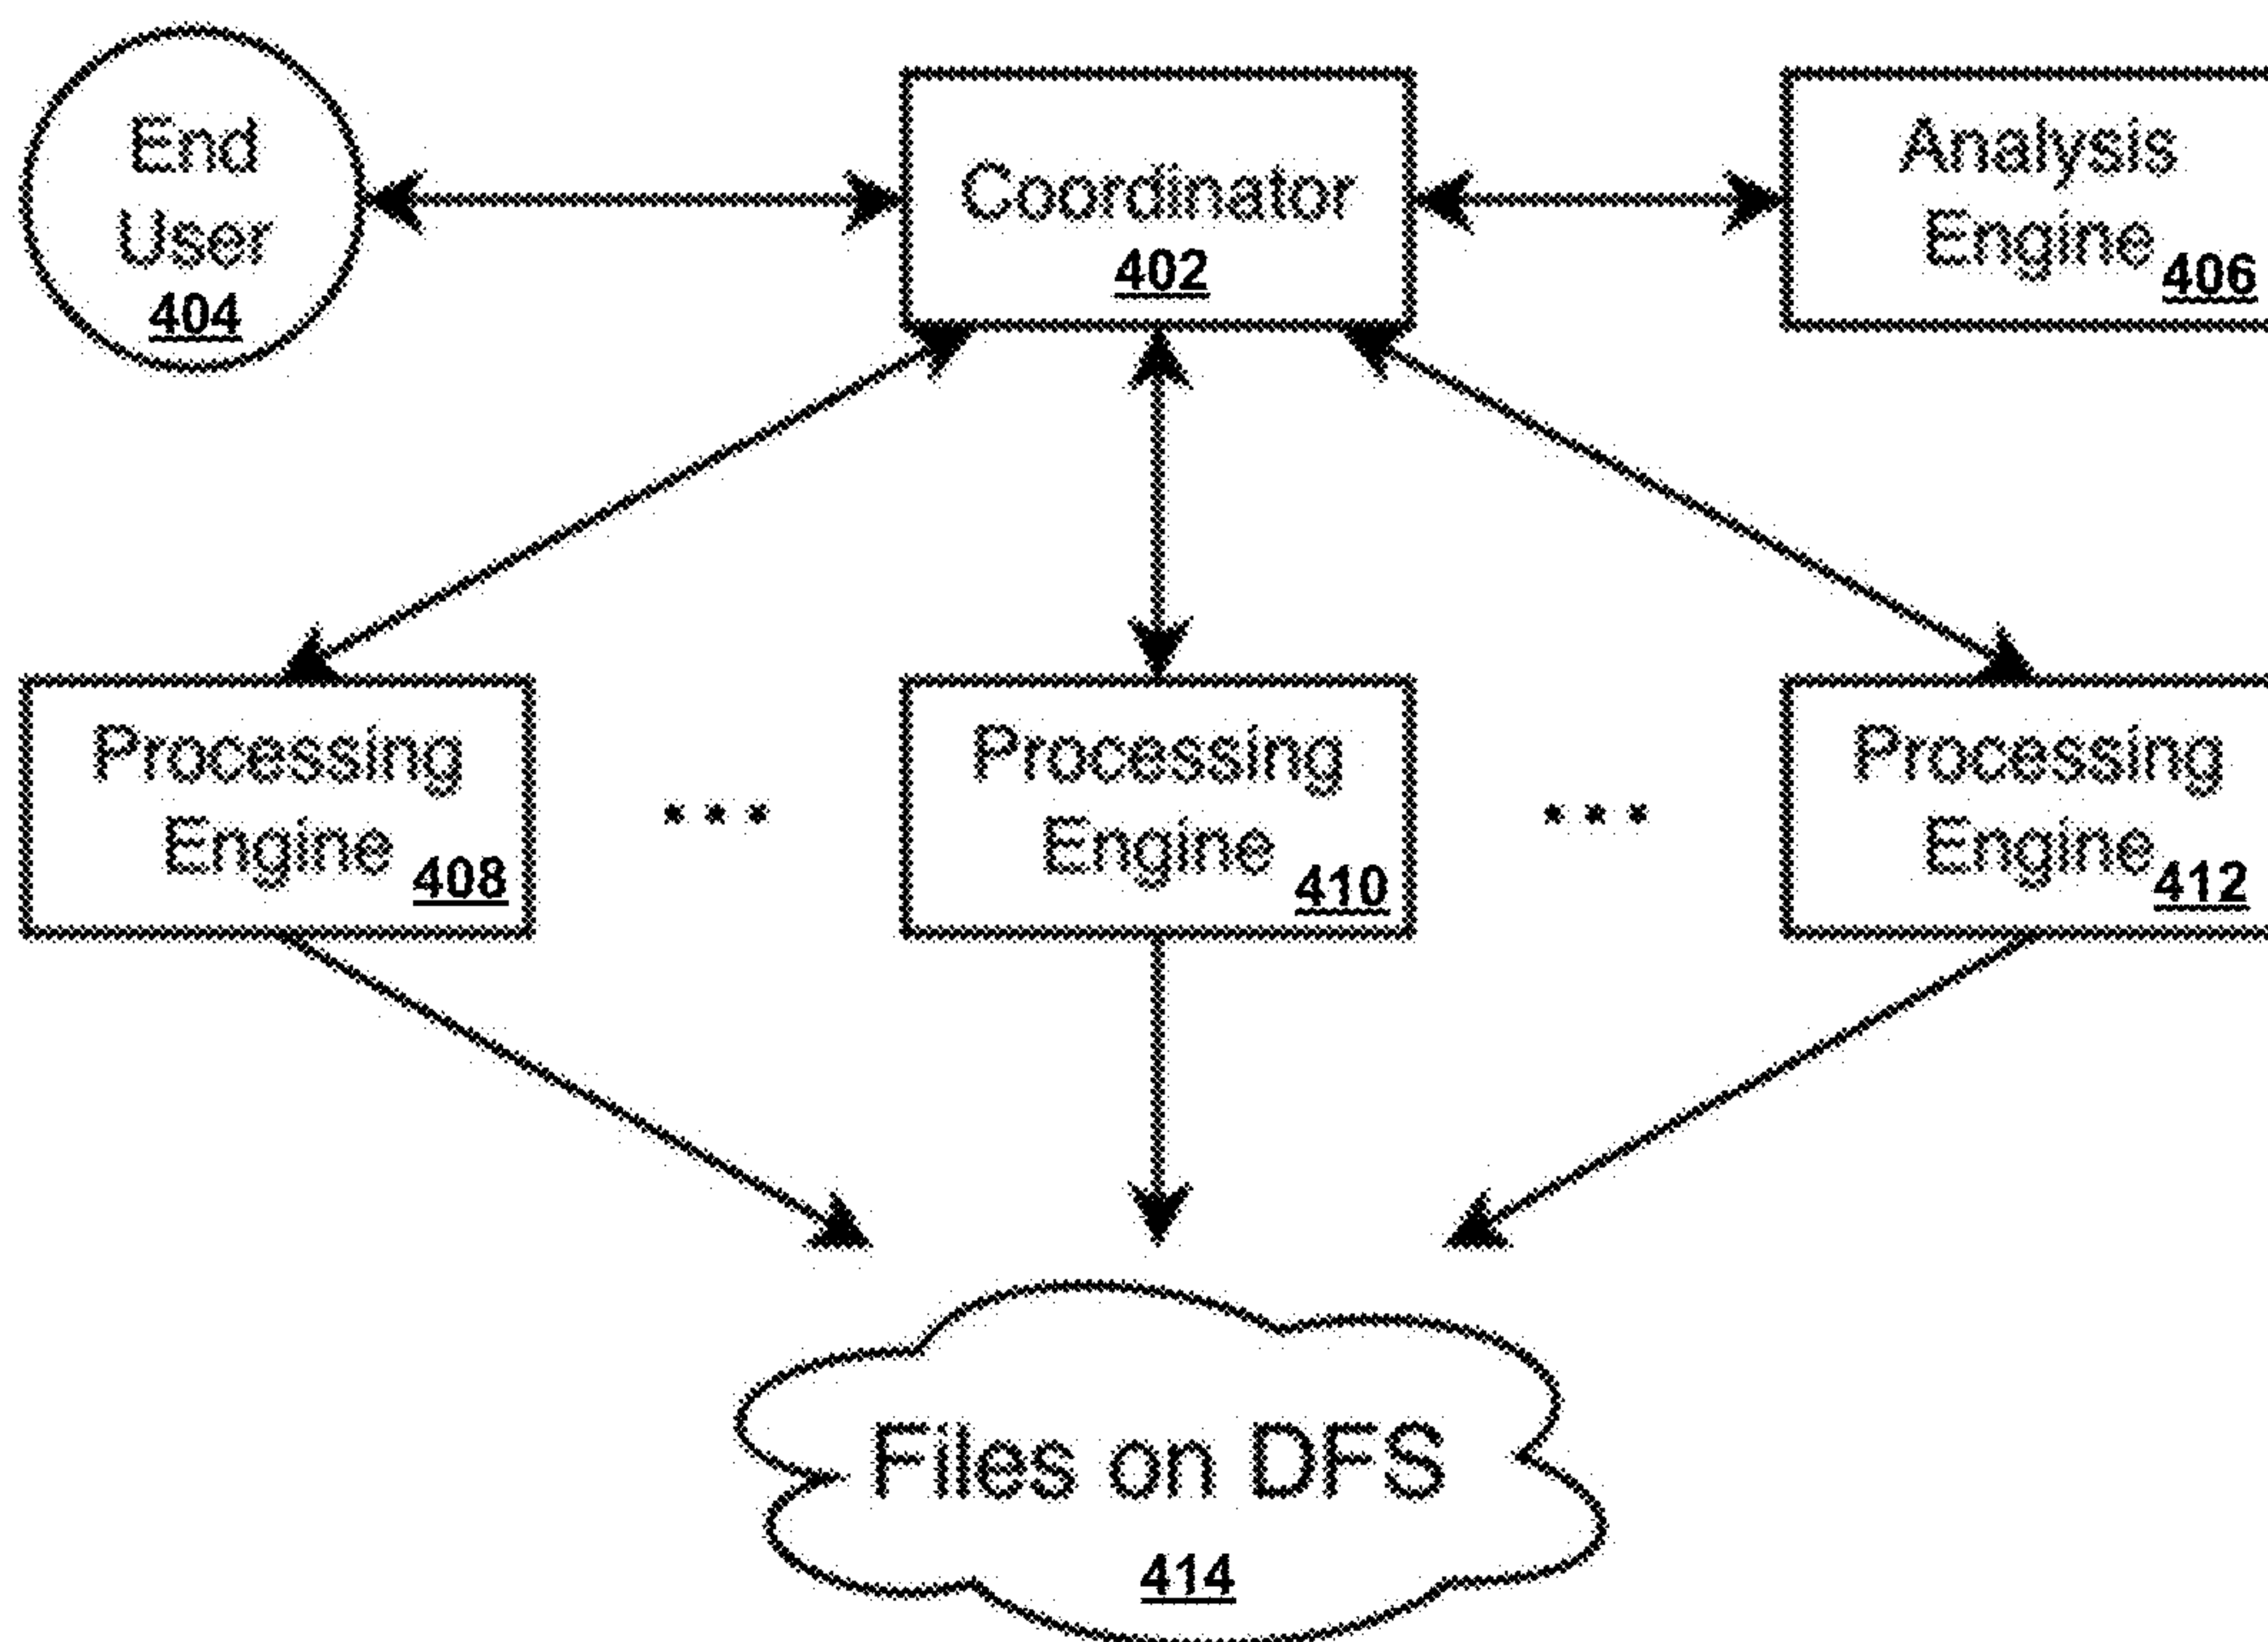 End
User
404
Coordinator
402
Analysis
Engine
406
Processing
Engine
408
...
Processing
Engine
410
...
Processing
Engine
412
Files on DFS
414